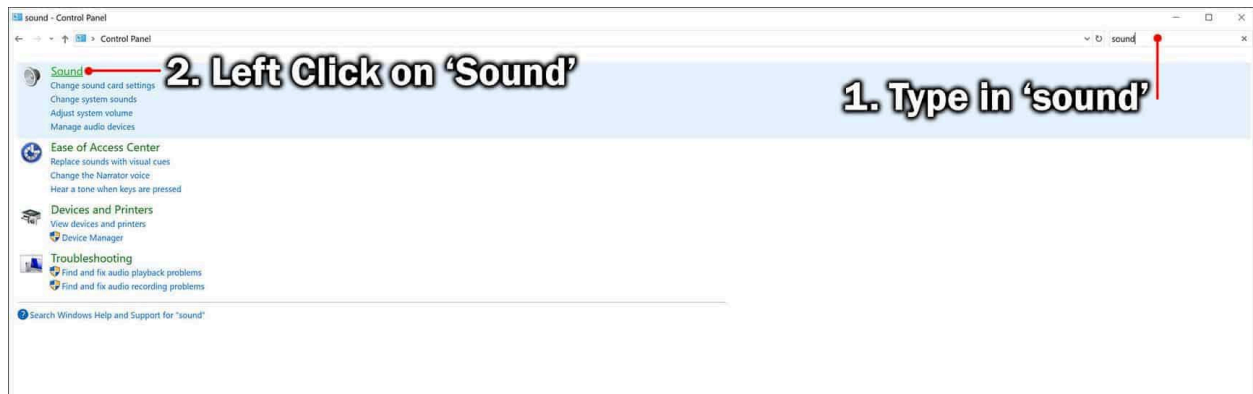 sound - Control Panel
Control Panel
sound
1. Type in ‘sound’
2. Left Click on ‘Sound’
Sound
Change sound card settings
Change system sounds
Adjust system volume
Manage audio devices
Ease of Access Center
Replace sounds with visual cues
Change the Narrator voice
Hear a tone when keys are pressed
Devices and Printers
View devices and printers
Device Manager
Troubleshooting
Find and fix audio playback problems
Find and fix audio recording problems
Search Windows Help and Support for "sound"